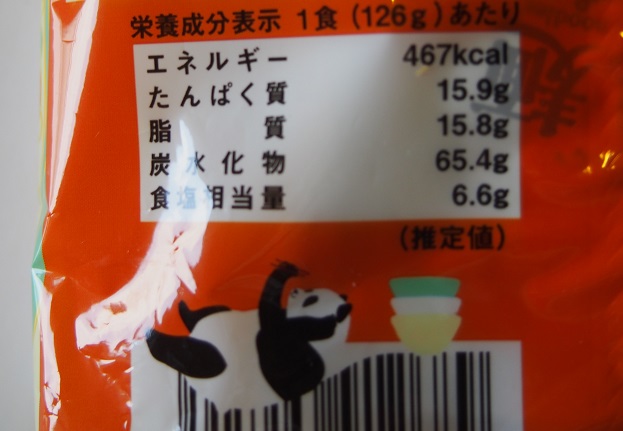 栄養成分表示 1食(126g)あたり
エネルギー 467kcal
たんぱく質 15.9g
脂質 15.8g
炭水化物 65.4g
食塩相当量 6.6g
(推定値)
麺